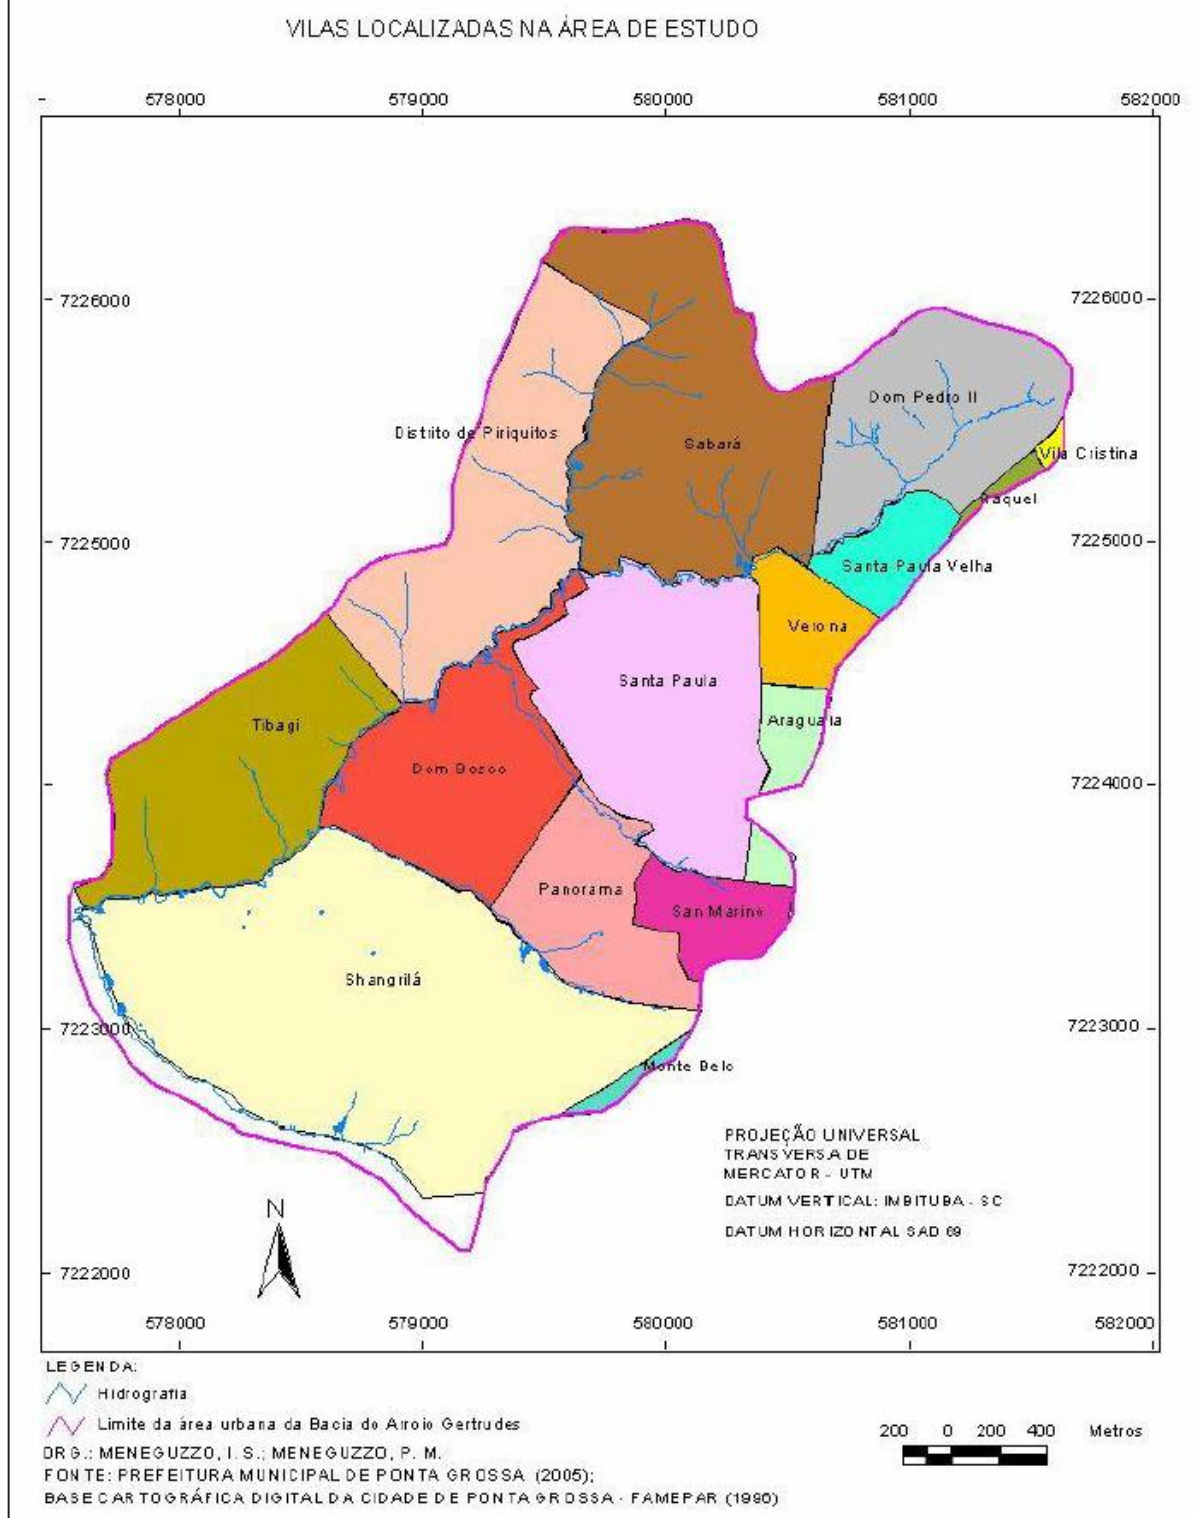 VILAS LOCALIZADAS NA ÁREA DE ESTUDO
578000 579000 580000 581000 582000
7226000 7226000
Dom Pedro II
Distrito de Piriquitos
Sabará
Vila Cristina
Raquel
7225000 7225000
Santa Paula Velha
Verona
Santa Paula
Araguaia
Tibagi
Dom Bosco
7224000
Panorama
San Marino
Shangrilá
7223000 7223000
Monte Belo
PROJEÇÃO UNIVERSAL
TRANSVERSA DE
MERCATOR - UTM
DATUM VERTICAL: IMBITUBA - SC
DATUM HORIZONTAL SAD 69
N
7222000 7222000
578000 579000 580000 581000 582000
LEGENDA:
Hidrografia
Limite da área urbana da Bacia do Arroio Gertrudes
ORG.: MENEGUZZO, I. S.; MENEGUZZO, P. M.
200 0 200 400 Metros
FONTE: PREFEITURA MUNICIPAL DE PONTA GROSSA (2005);
BASE CARTOGRÁFICA DIGITAL DA CIDADE DE PONTA GROSSA - FAMEPAR (1990)